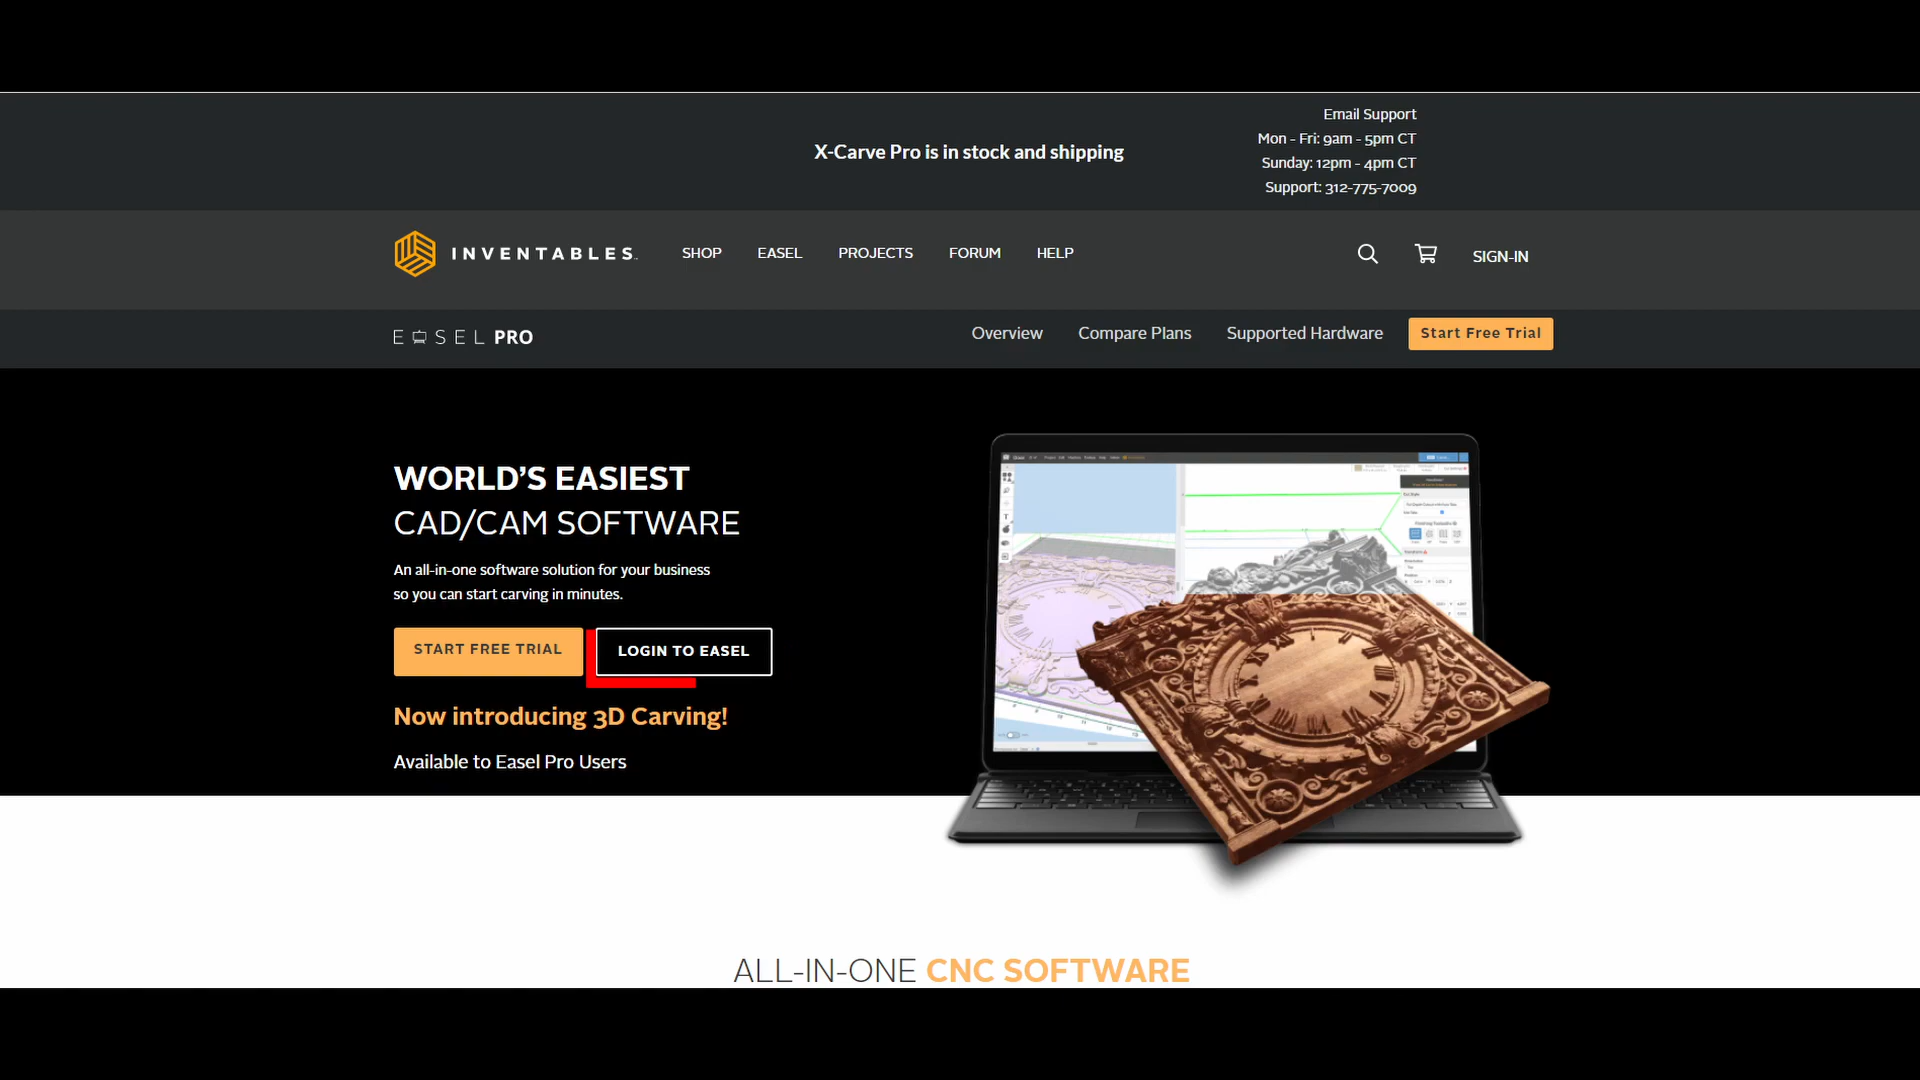 Email Support
Mon - Fri: 9am - 5pm CT
X-Carve Pro is in stock and shipping
Sunday: 12pm - 4pm CT
Support: 312-775-7009
INVENTABLES
SHOP EASEL PROJECTS FORUM HELP
SIGN-IN
EASEL PRO
Overview Compare Plans Supported Hardware Start Free Trial
WORLD'S EASIEST
CAD/CAM SOFTWARE
An all-in-one software solution for your business
so you can start carving in minutes.
START FREE TRIAL LOGIN TO EASEL
Now introducing 3D Carving!
Available to Easel Pro Users
ALL-IN-ONE CNC SOFTWARE